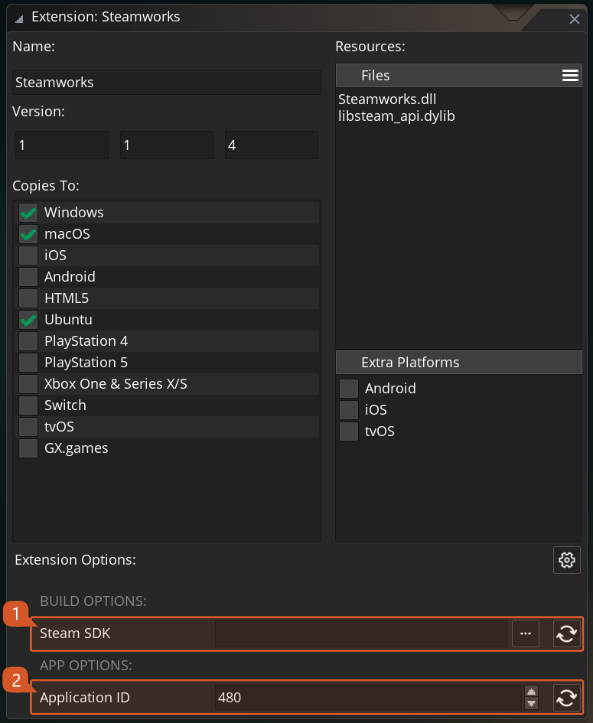 Extension: Steamworks
Name:
Steamworks
Version:
1 1 4
Copies To:
Windows
macOS
iOS
Android
HTML5
Ubuntu
PlayStation 4
PlayStation 5
Xbox One & Series X/S
Switch
tvOS
GX.games
Resources:
Files
Steamworks.dll
libsteam_api.dylib
Extra Platforms
Android
iOS
tvOS
Extension Options:
BUILD OPTIONS:
1
Steam SDK ...
APP OPTIONS:
2
Application ID 480